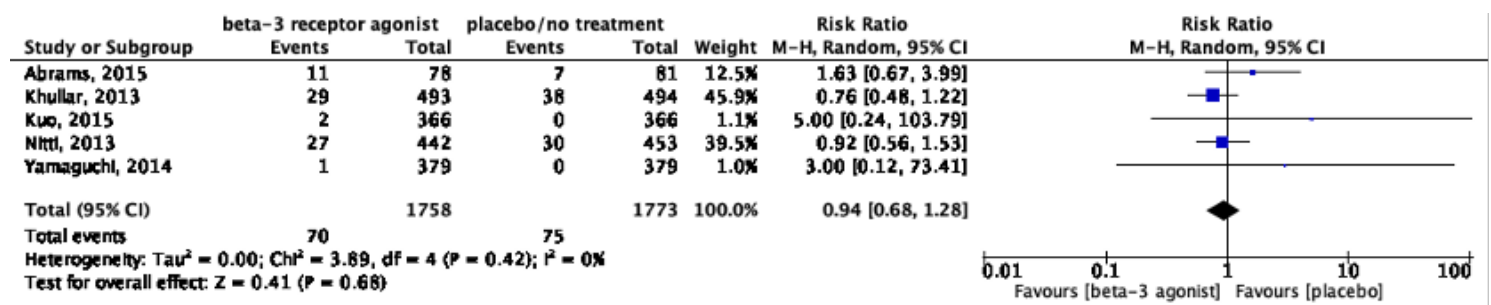 beta-3 receptor agonist placebo/no treatment Risk Ratio Risk Ratio
Study or Subgroup Events Total Events Total Weight M-H, Random, 95% CI M-H, Random, 95% CI
Abrams, 2015 11 78 7 81 12.5% 1.63 [0.67, 3.99]
Khullar, 2013 29 493 38 494 45.9% 0.76 [0.48, 1.22]
Kuo, 2015 2 366 0 366 1.1% 5.00 [0.24, 103.79]
Nitti, 2013 27 442 30 453 39.5% 0.92 [0.56, 1.53]
Yamaguchi, 2014 1 379 0 379 1.0% 3.00 [0.12, 73.41]
Total (95% CI) 1758 1773 100.0% 0.94 [0.68, 1.28]
Total events 70 75
Heterogeneity: Tau² = 0.00; Chi² = 3.89, df = 4 (P = 0.42); I² = 0%
Test for overall effect: Z = 0.41 (P = 0.68)
0.01 0.1 1 10 100
Favours [beta-3 agonist] Favours [placebo]